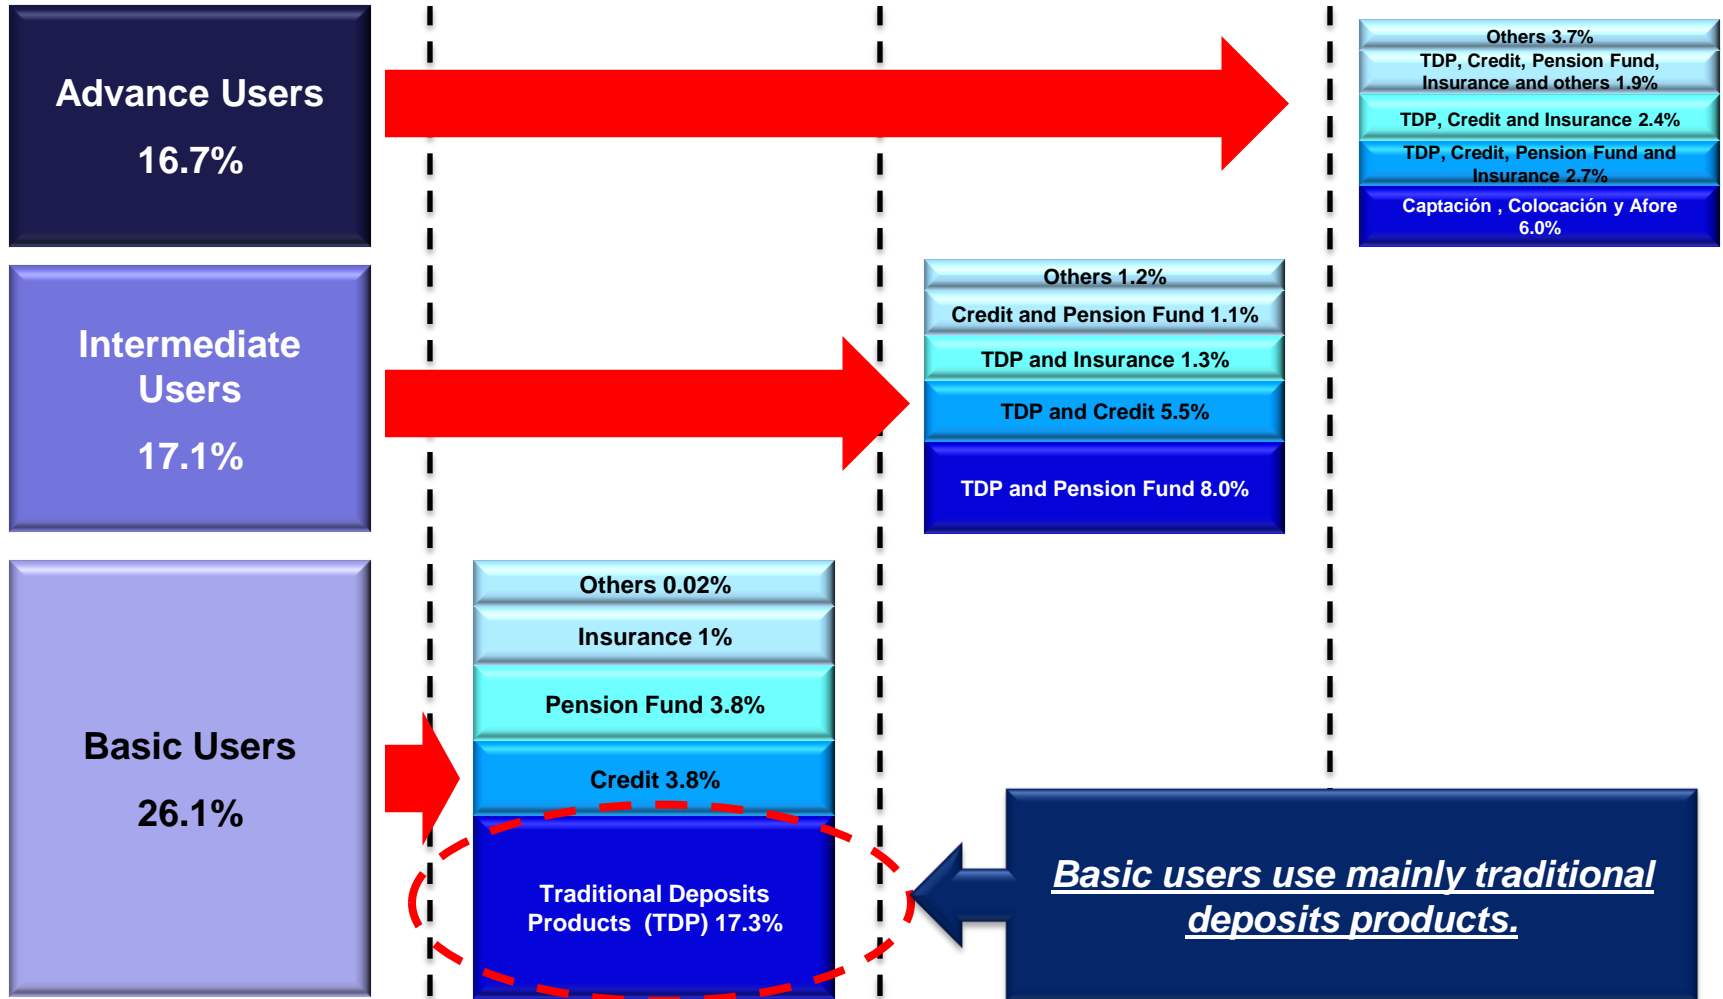 Advance Users
16.7%
Others 3.7%
TDP, Credit, Pension Fund,
Insurance and others 1.9%
TDP, Credit and Insurance 2.4%
TDP, Credit, Pension Fund and
Insurance 2.7%
Captación , Colocación y Afore
6.0%
Intermediate
Users
17.1%
Others 1.2%
Credit and Pension Fund 1.1%
TDP and Insurance 1.3%
TDP and Credit 5.5%
TDP and Pension Fund 8.0%
Basic Users
26.1%
Others 0.02%
Insurance 1%
Pension Fund 3.8%
Credit 3.8%
Traditional Deposits
Products (TDP) 17.3%
Basic users use mainly traditional
deposits products.